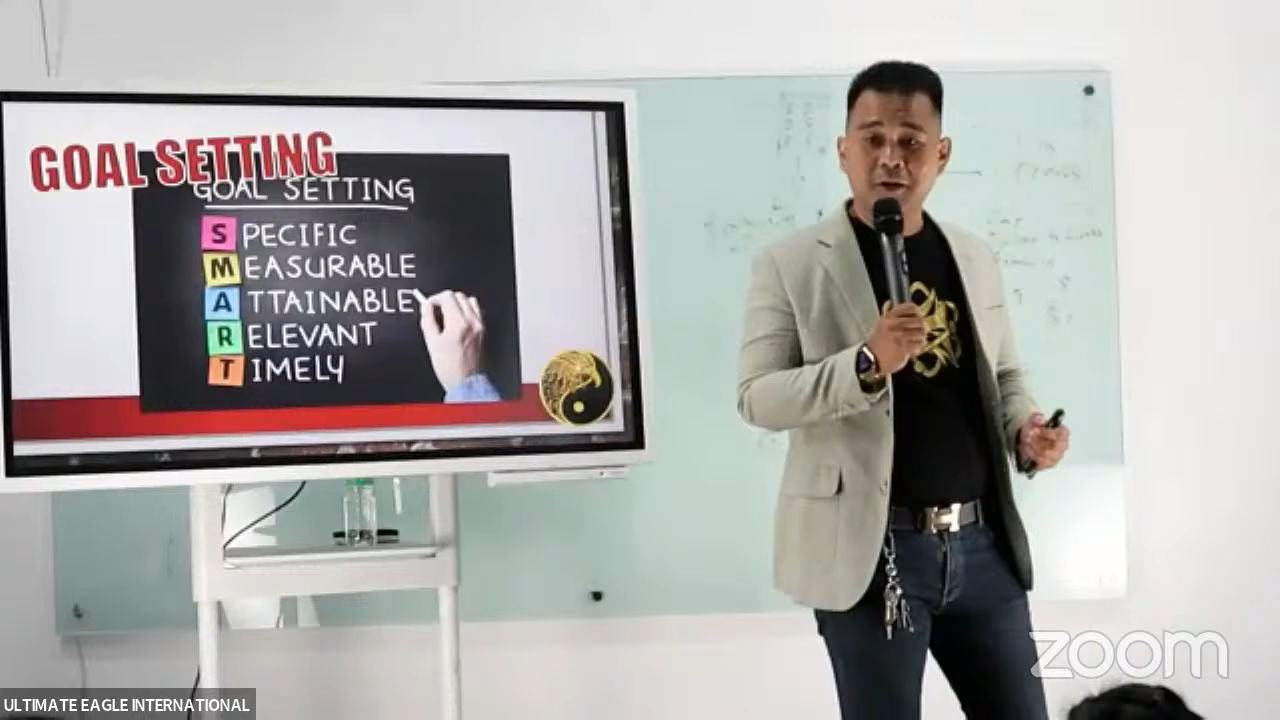 GOAL SETTING
GOAL SETTING
SPECIFIC
MEASURABLE
ATTAINABLE
RELEVANT
TIMELY
zoom
ULTIMATE EAGLE INTERNATIONAL